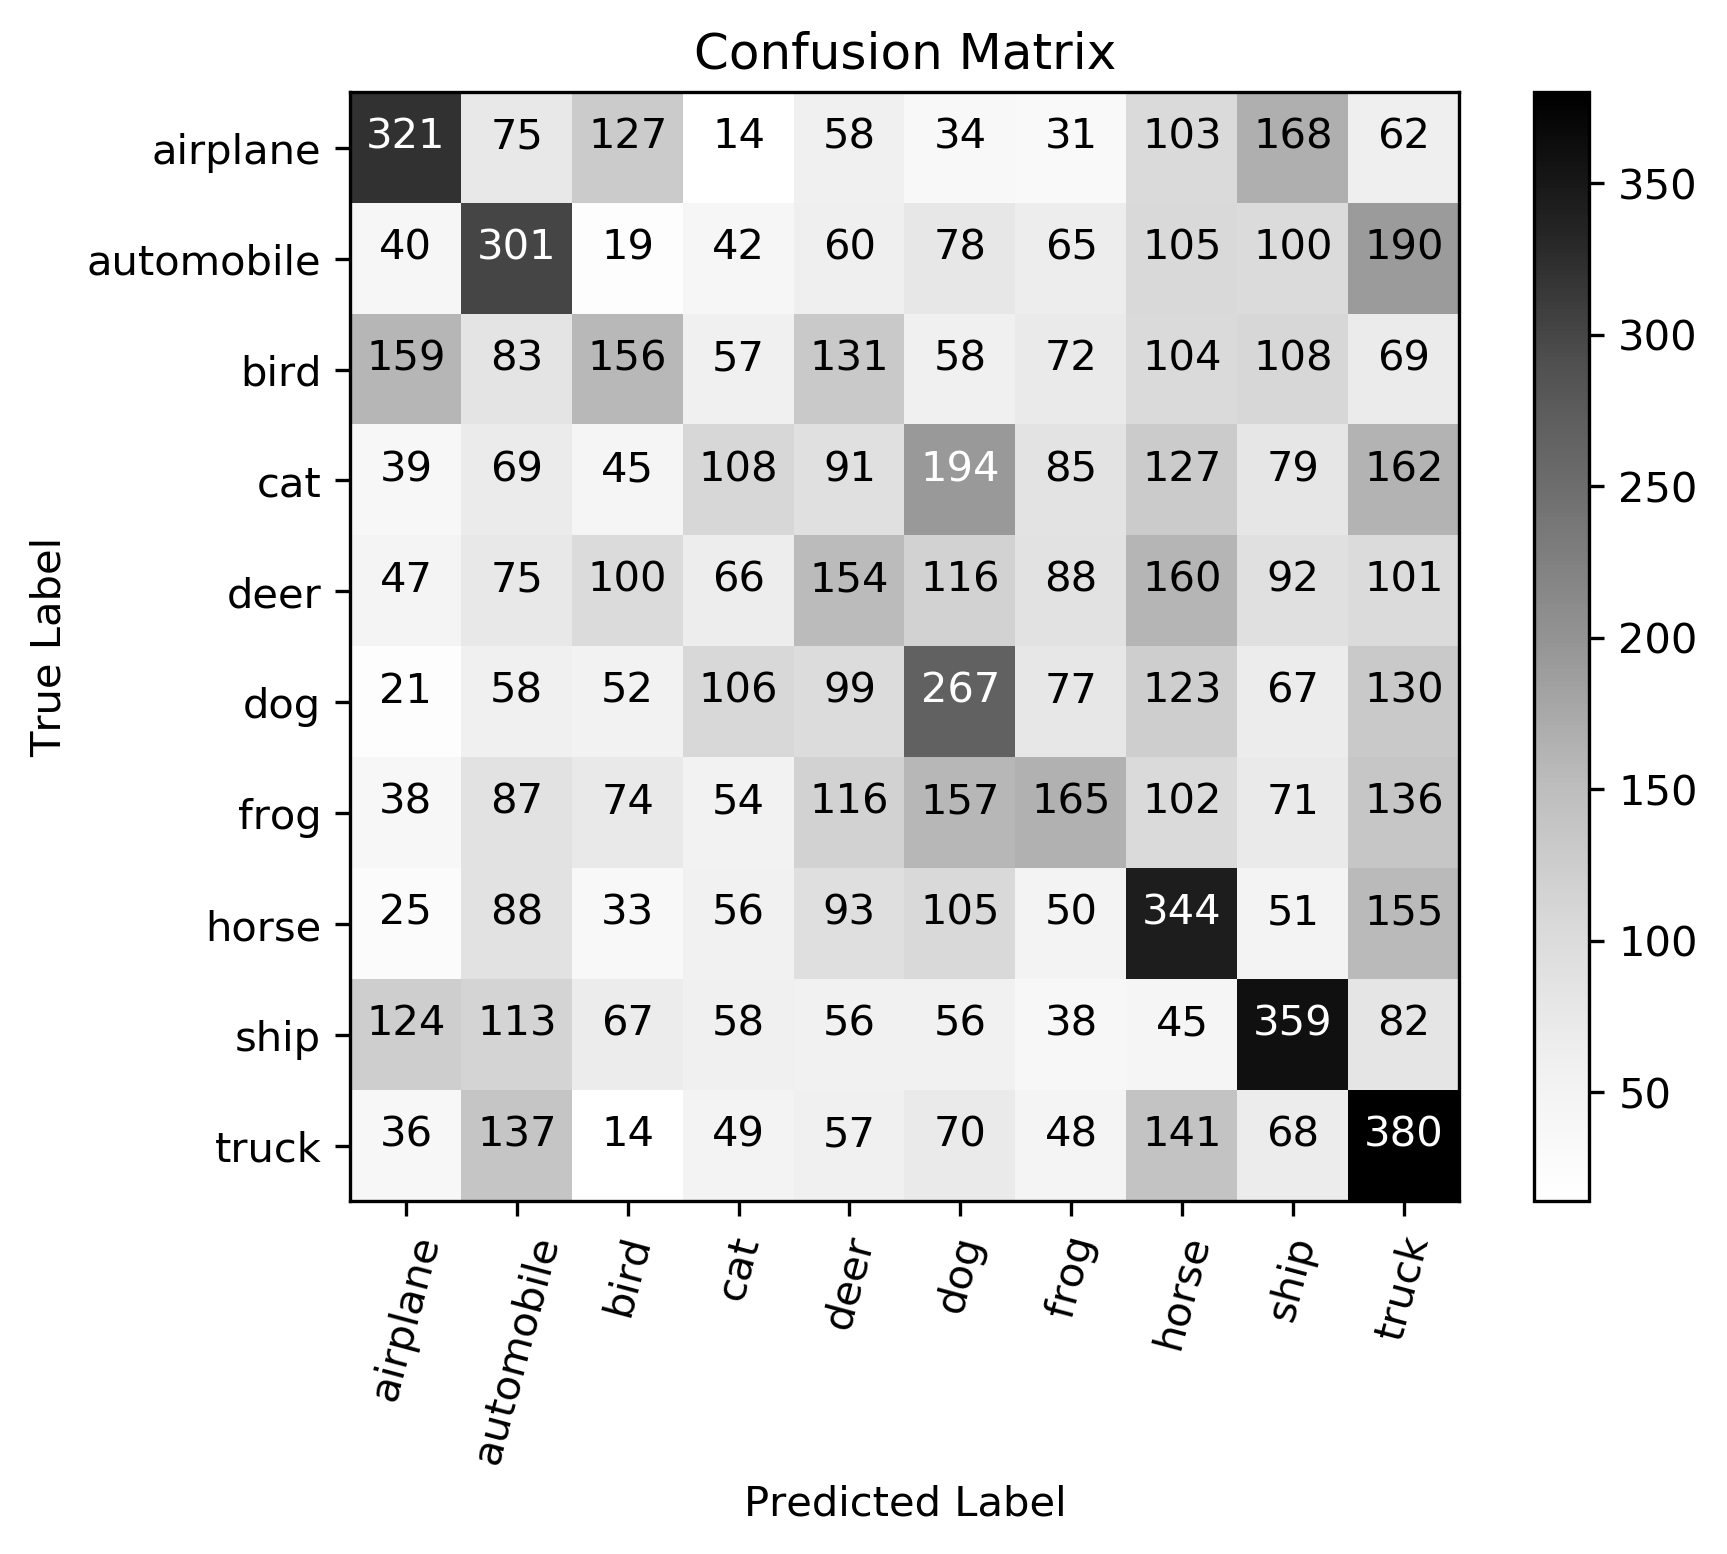 Confusion Matrix
airplane 321 75 127 14 58 34 31 103 168 62
automobile 40 301 19 42 60 78 65 105 100 190
bird 159 83 156 57 131 58 72 104 108 69
cat 39 69 45 108 91 194 85 127 79 162
deer 47 75 100 66 154 116 88 160 92 101
dog 21 58 52 106 99 267 77 123 67 130
frog 38 87 74 54 116 157 165 102 71 136
horse 25 88 33 56 93 105 50 344 51 155
ship 124 113 67 58 56 56 38 45 359 82
truck 36 137 14 49 57 70 48 141 68 380
True Label
airplane automobile bird cat deer dog frog horse ship truck
Predicted Label
350
300
250
200
150
100
50